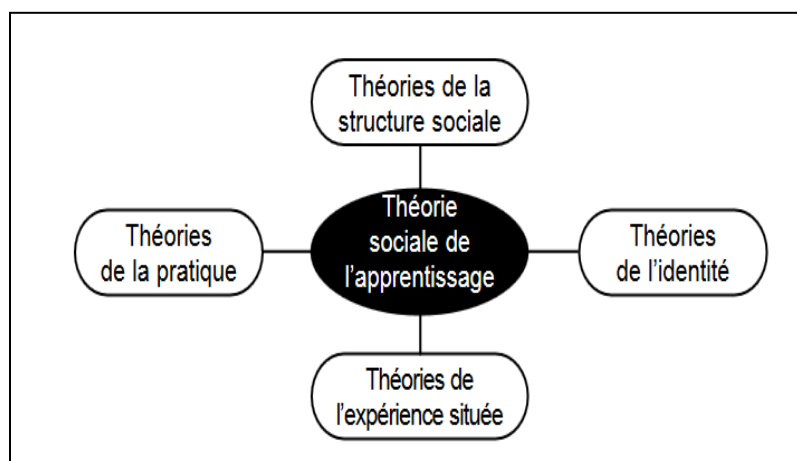 Théories de la
structure sociale
Théories
de la pratique
Théorie
sociale de
l'apprentissage
Théories
de l'identité
Théories de
l'expérience située